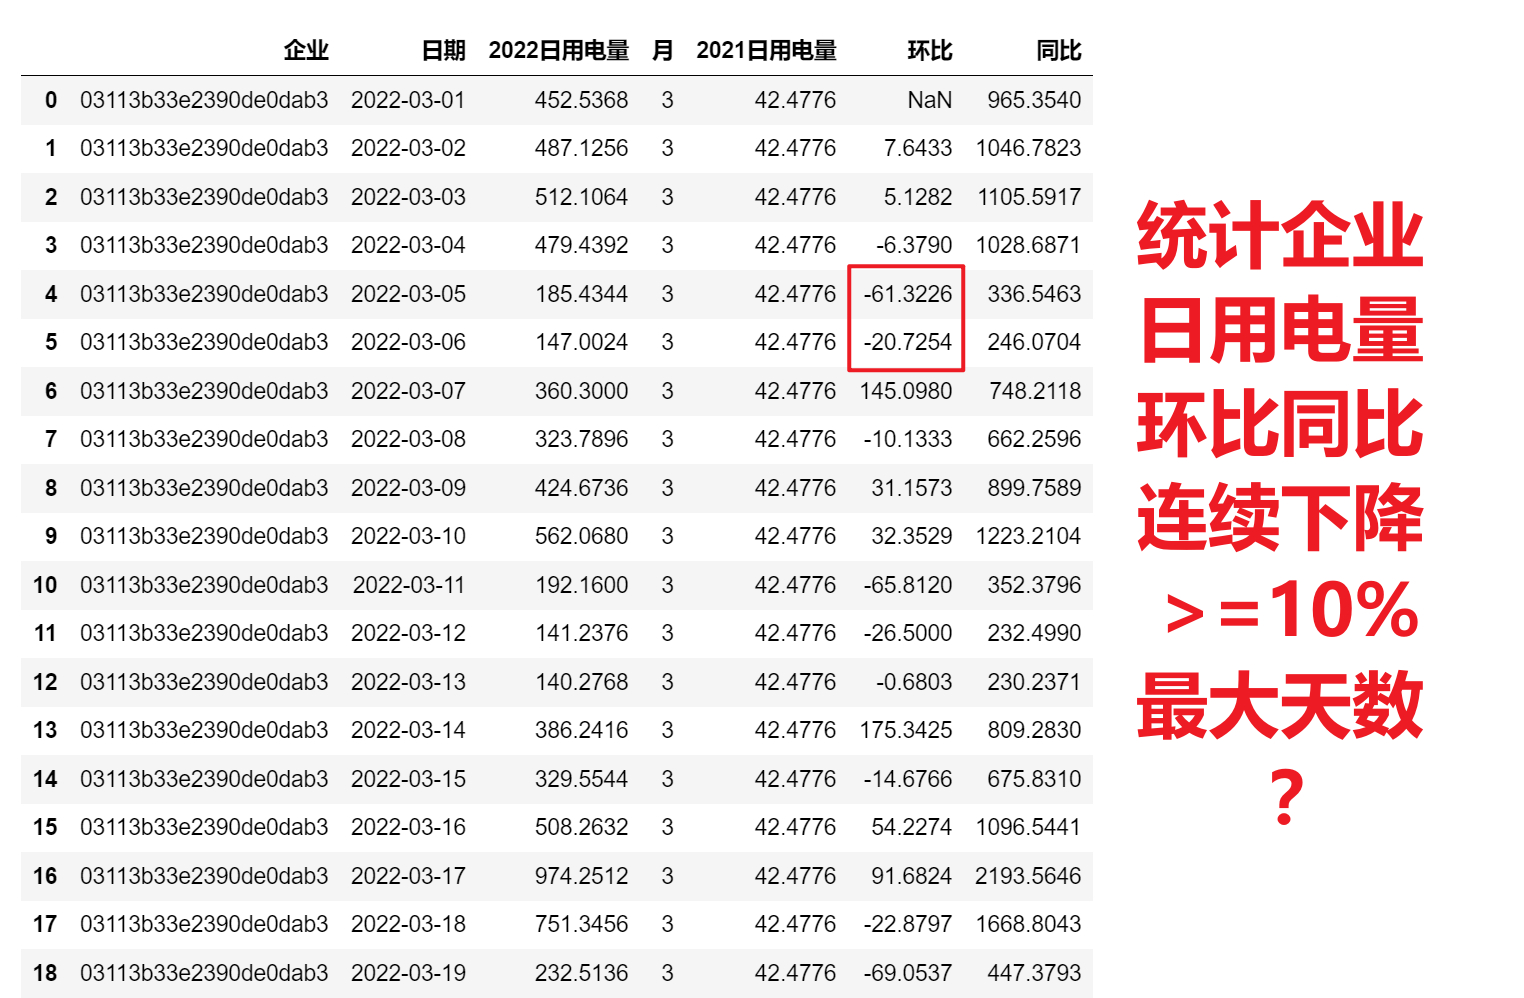 企业 日期 2022日用电量 月 2021日用电量 环比 同比
0 03113b33e2390de0dab3 2022-03-01 452.5368 3 42.4776 NaN 965.3540
1 03113b33e2390de0dab3 2022-03-02 487.1256 3 42.4776 7.6433 1046.7823
2 03113b33e2390de0dab3 2022-03-03 512.1064 3 42.4776 5.1282 1105.5917
3 03113b33e2390de0dab3 2022-03-04 479.4392 3 42.4776 -6.3790 1028.6871
4 03113b33e2390de0dab3 2022-03-05 185.4344 3 42.4776 -61.3226 336.5463
5 03113b33e2390de0dab3 2022-03-06 147.0024 3 42.4776 -20.7254 246.0704
6 03113b33e2390de0dab3 2022-03-07 360.3000 3 42.4776 145.0980 748.2118
7 03113b33e2390de0dab3 2022-03-08 323.7896 3 42.4776 -10.1333 662.2596
8 03113b33e2390de0dab3 2022-03-09 424.6736 3 42.4776 31.1573 899.7589
9 03113b33e2390de0dab3 2022-03-10 562.0680 3 42.4776 32.3529 1223.2104
10 03113b33e2390de0dab3 2022-03-11 192.1600 3 42.4776 -65.8120 352.3796
11 03113b33e2390de0dab3 2022-03-12 141.2376 3 42.4776 -26.5000 232.4990
12 03113b33e2390de0dab3 2022-03-13 140.2768 3 42.4776 -0.6803 230.2371
13 03113b33e2390de0dab3 2022-03-14 386.2416 3 42.4776 175.3425 809.2830
14 03113b33e2390de0dab3 2022-03-15 329.5544 3 42.4776 -14.6766 675.8310
15 03113b33e2390de0dab3 2022-03-16 508.2632 3 42.4776 54.2274 1096.5441
16 03113b33e2390de0dab3 2022-03-17 974.2512 3 42.4776 91.6824 2193.5646
17 03113b33e2390de0dab3 2022-03-18 751.3456 3 42.4776 -22.8797 1668.8043
18 03113b33e2390de0dab3 2022-03-19 232.5136 3 42.4776 -69.0537 447.3793
统计企业
日用电量
环比同比
连续下降
>=10%
最大天数
?